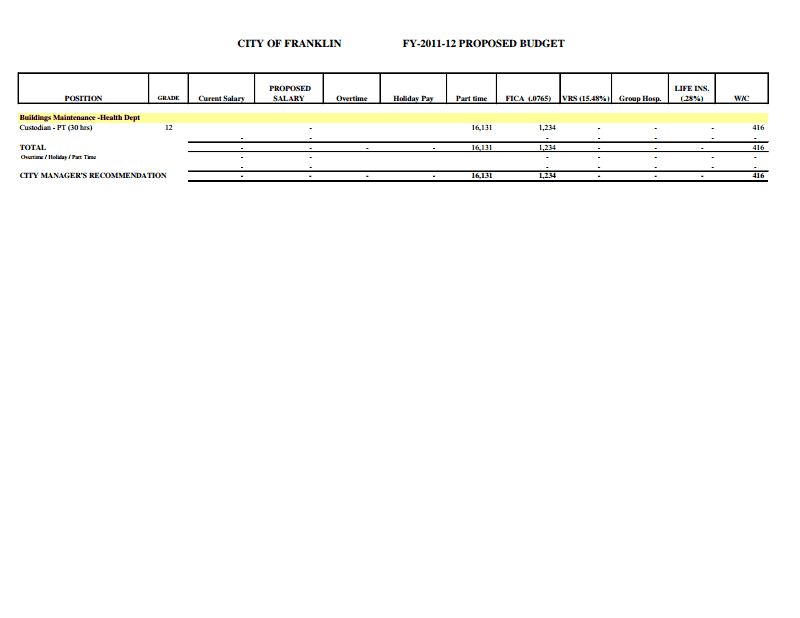 CITY OF FRANKLIN FY-2011-12 PROPOSED BUDGET
POSITION GRADE Curent Salary PROPOSED SALARY Overtime Holiday Pay Part time FICA (.0765) VRS (15.48%) Group Hosp. LIFE INS. (.28%) W/C
Buildings Maintenance -Health Dept
Custodian - PT (30 hrs) 12 - 16,131 1,234 - - - 416
- - - - - - -
TOTAL - - - - 16,131 1,234 - - - 416
Overtime / Holiday / Part Time - - - - - - -
- - - - - - -
CITY MANAGER'S RECOMMENDATION - - - - 16,131 1,234 - - - 416